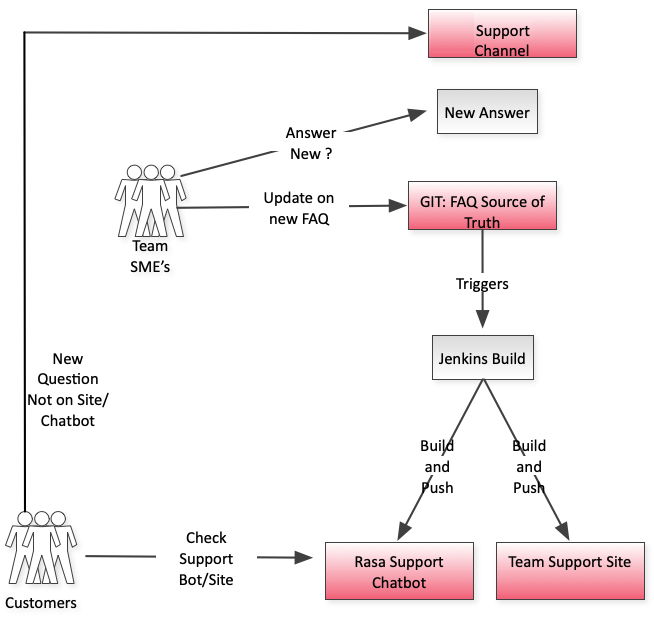 Support
Channel
New Answer
Answer
New ?
Update on
new FAQ
GIT: FAQ Source of
Truth
Team
SME’s
Triggers
Jenkins Build
New
Question
Not on Site/
Chatbot
Build
and
Push
Build
and
Push
Check
Support
Bot/Site
Rasa Support
Chatbot
Team Support Site
Customers